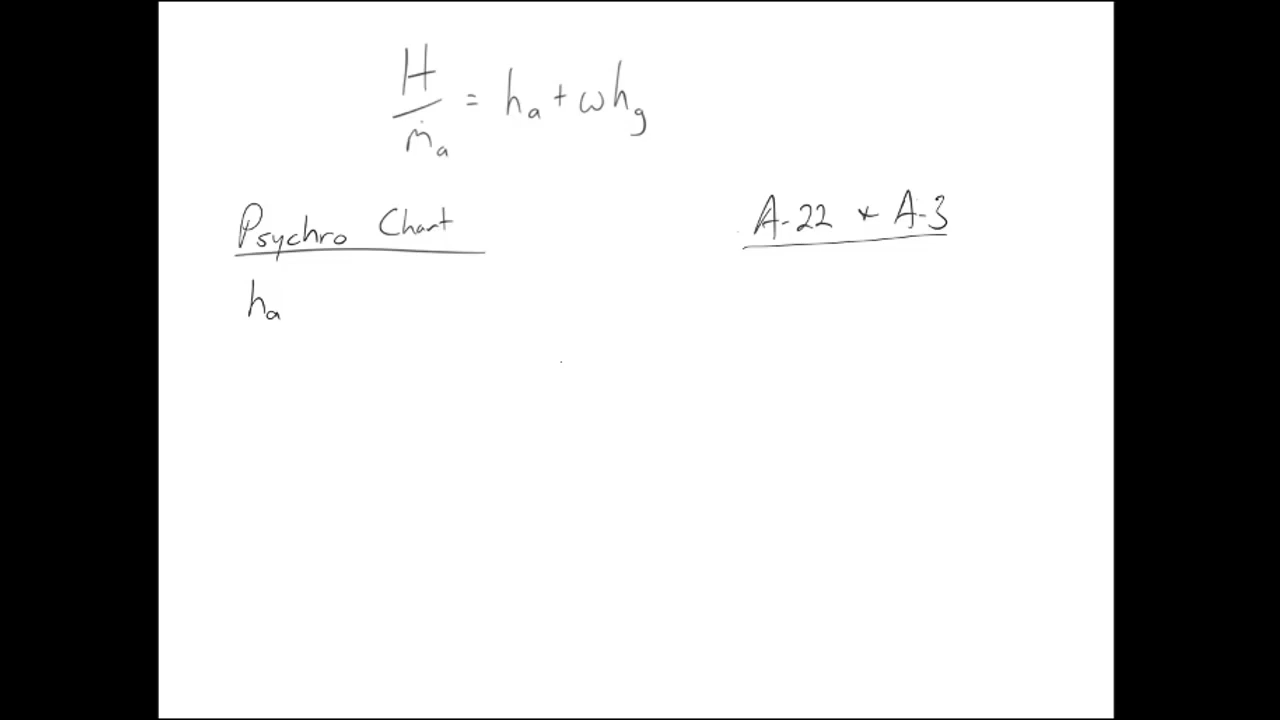 H/ṁa = ha + ωhg
Psychro Chart
A-22 + A-3
ha